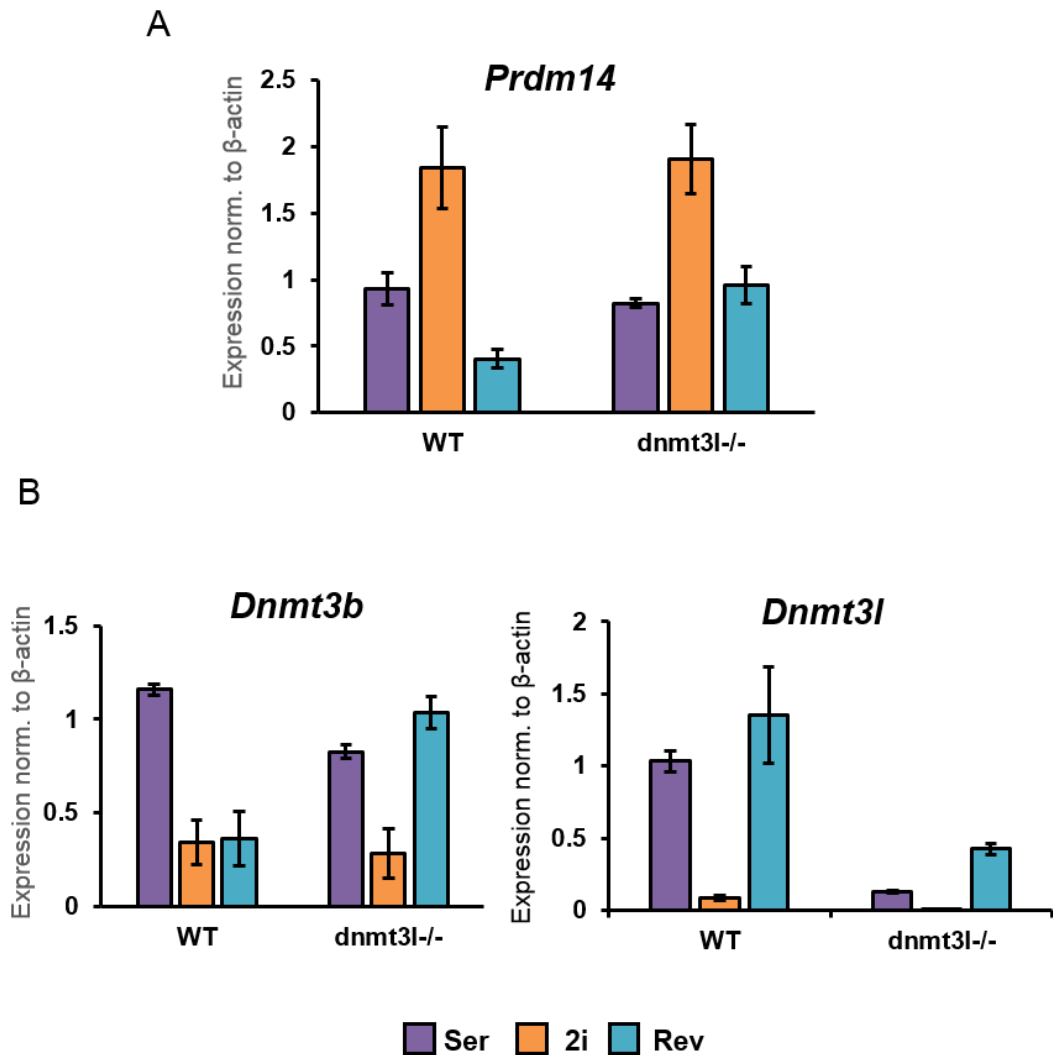 A
Prdm14
Expression norm. to β-actin
2.5
2
1.5
1
0.5
0
WT
dnmt3l-/-
B
Dnmt3b
Expression norm. to β-actin
1.5
1
0.5
0
WT
dnmt3l-/-
Dnmt3l
Expression norm. to β-actin
2
1.5
1
0.5
0
WT
dnmt3l-/-
Ser 2i Rev